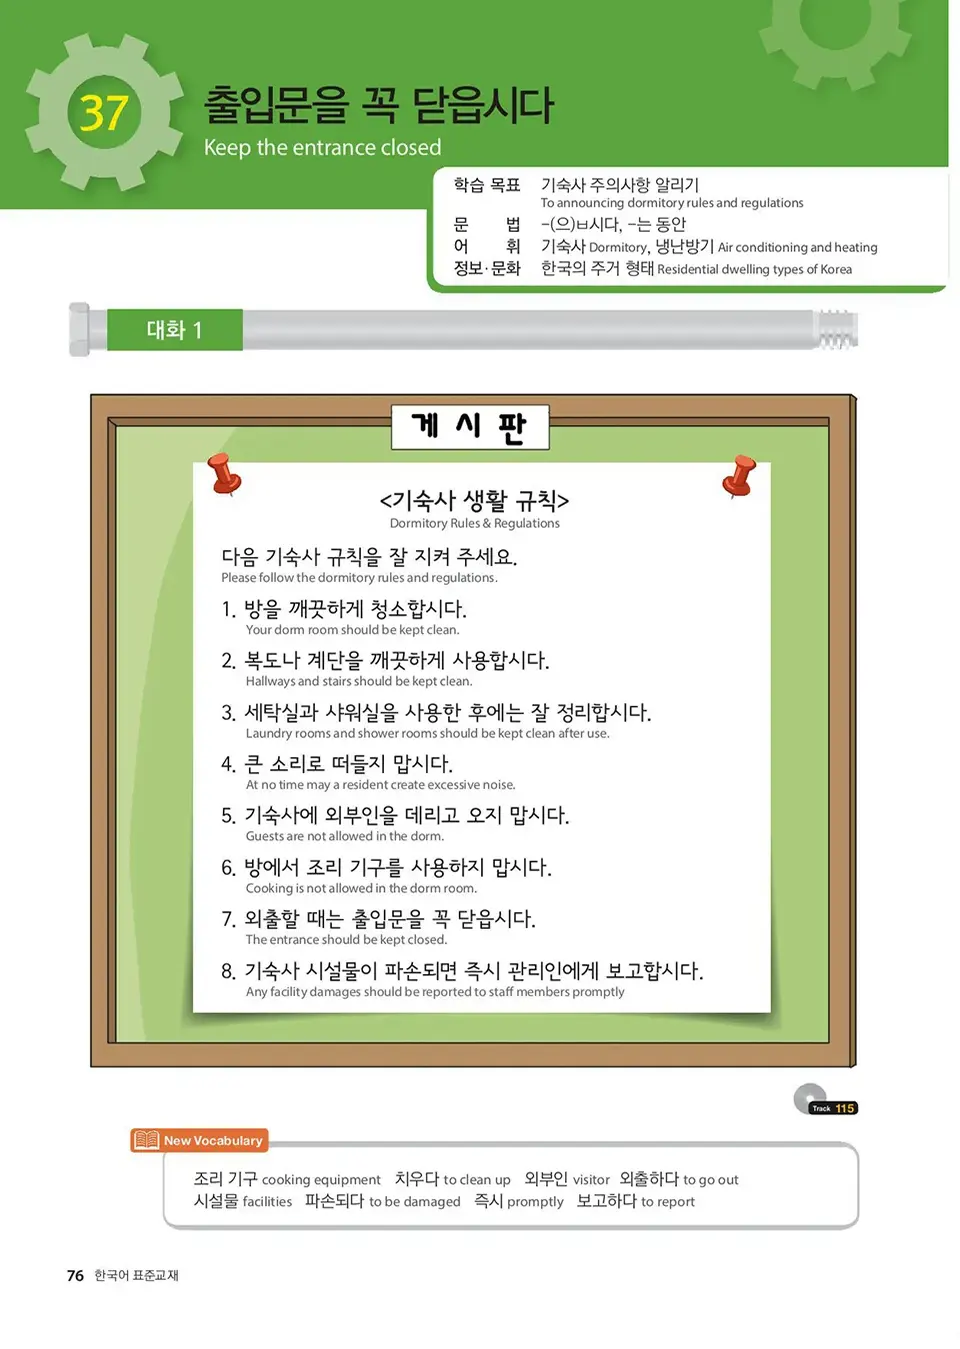 37
출입문을 꼭 닫읍시다
Keep the entrance closed
학습 목표 기숙사 주의사항 알리기
To announcing dormitory rules and regulations
문 법 -(으)ㅂ시다, -는 동안
어 휘 기숙사 Dormitory, 냉난방기 Air conditioning and heating
정보·문화 한국의 주거 형태 Residential dwelling types of Korea
대화 1
게 시 판
<기숙사 생활 규칙>
Dormitory Rules & Regulations
다음 기숙사 규칙을 잘 지켜 주세요.
Please follow the dormitory rules and regulations.
1. 방을 깨끗하게 청소합시다.
Your dorm room should be kept clean.
2. 복도나 계단을 깨끗하게 사용합시다.
Hallways and stairs should be kept clean.
3. 세탁실과 샤워실을 사용한 후에는 잘 정리합시다.
Laundry rooms and shower rooms should be kept clean after use.
4. 큰 소리로 떠들지 맙시다.
At no time may a resident create excessive noise.
5. 기숙사에 외부인을 데리고 오지 맙시다.
Guests are not allowed in the dorm.
6. 방에서 조리 기구를 사용하지 맙시다.
Cooking is not allowed in the dorm room.
7. 외출할 때는 출입문을 꼭 닫읍시다.
The entrance should be kept closed.
8. 기숙사 시설물이 파손되면 즉시 관리인에게 보고합시다.
Any facility damages should be reported to staff members promptly
Track 115
New Vocabulary
조리 기구 cooking equipment 치우다 to clean up 외부인 visitor 외출하다 to go out
시설물 facilities 파손되다 to be damaged 즉시 promptly 보고하다 to report
76 한국어 표준교재